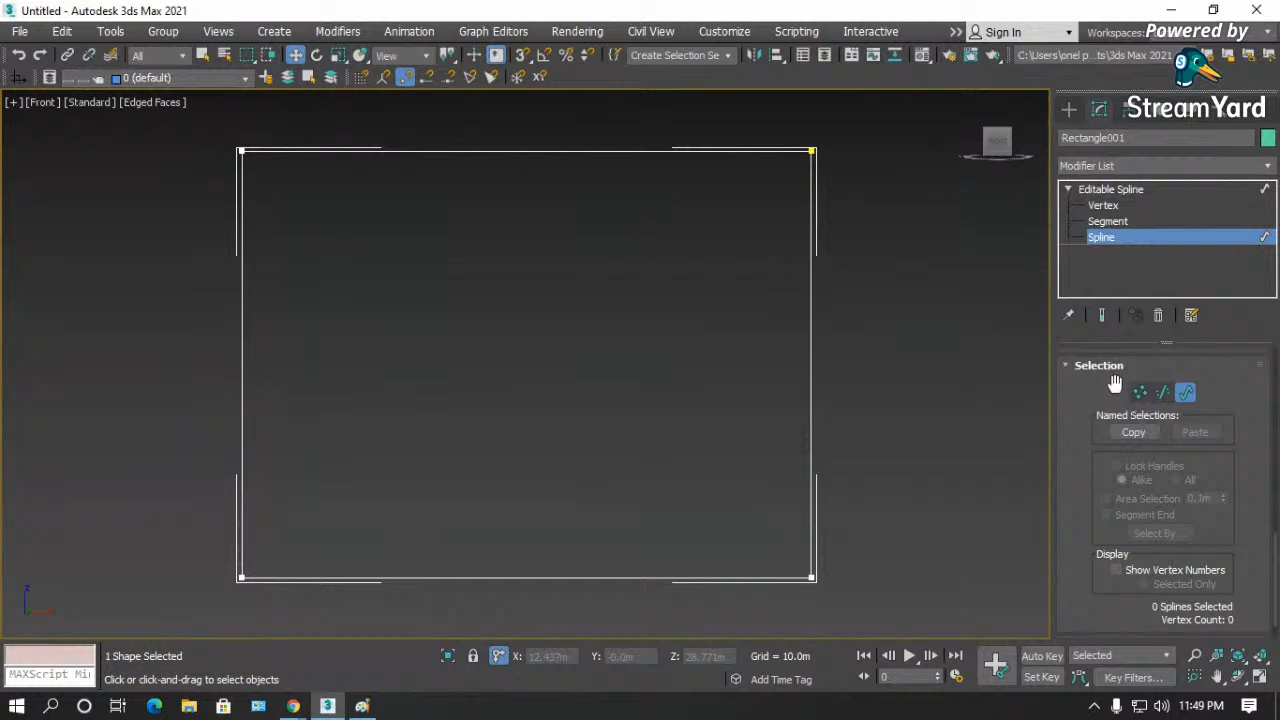 Untitled - Autodesk 3ds Max 2021
File Edit Tools Group Views Create Modifiers Animation Graph Editors Rendering Civil View Customize Scripting Interactive Sign In Workspaces:
Powered by
StreamYard
All View Create Selection Se C:\Users\onel p...ts\3ds Max 2021
0 (default)
[+] [Front] [Standard] [Edged Faces]
FRONT
Rectangle001
Modifier List
Editable Spline
Vertex
Segment
Spline
Selection
Named Selections:
Copy Paste
Lock Handles
Alike All
Area Selection: 0.1m
Segment End
Select By...
Display
Show Vertex Numbers
Selected Only
0 Splines Selected
Vertex Count: 0
z
MAXScript Mi
1 Shape Selected
Click or click-and-drag to select objects
X: 12.437m Y: -0.0m Z: 28.771m Grid = 10.0m
Add Time Tag
0
Auto Key Selected
Set Key Key Filters...
11:49 PM